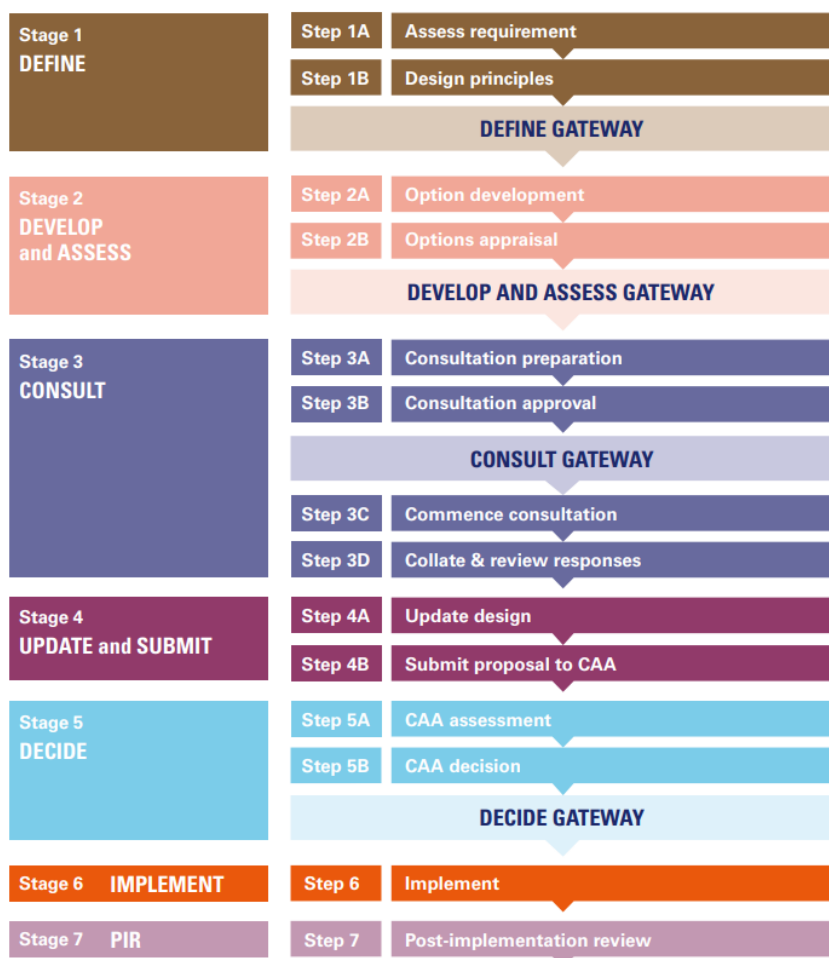 Stage 1
DEFINE
Step 1A Assess requirement
Step 1B Design principles
DEFINE GATEWAY
Stage 2
DEVELOP
and ASSESS
Step 2A Option development
Step 2B Options appraisal
DEVELOP AND ASSESS GATEWAY
Stage 3
CONSULT
Step 3A Consultation preparation
Step 3B Consultation approval
CONSULT GATEWAY
Step 3C Commence consultation
Step 3D Collate & review responses
Stage 4
UPDATE and SUBMIT
Step 4A Update design
Step 4B Submit proposal to CAA
Stage 5
DECIDE
Step 5A CAA assessment
Step 5B CAA decision
DECIDE GATEWAY
Stage 6 IMPLEMENT
Step 6 Implement
Stage 7 PIR
Step 7 Post-implementation review